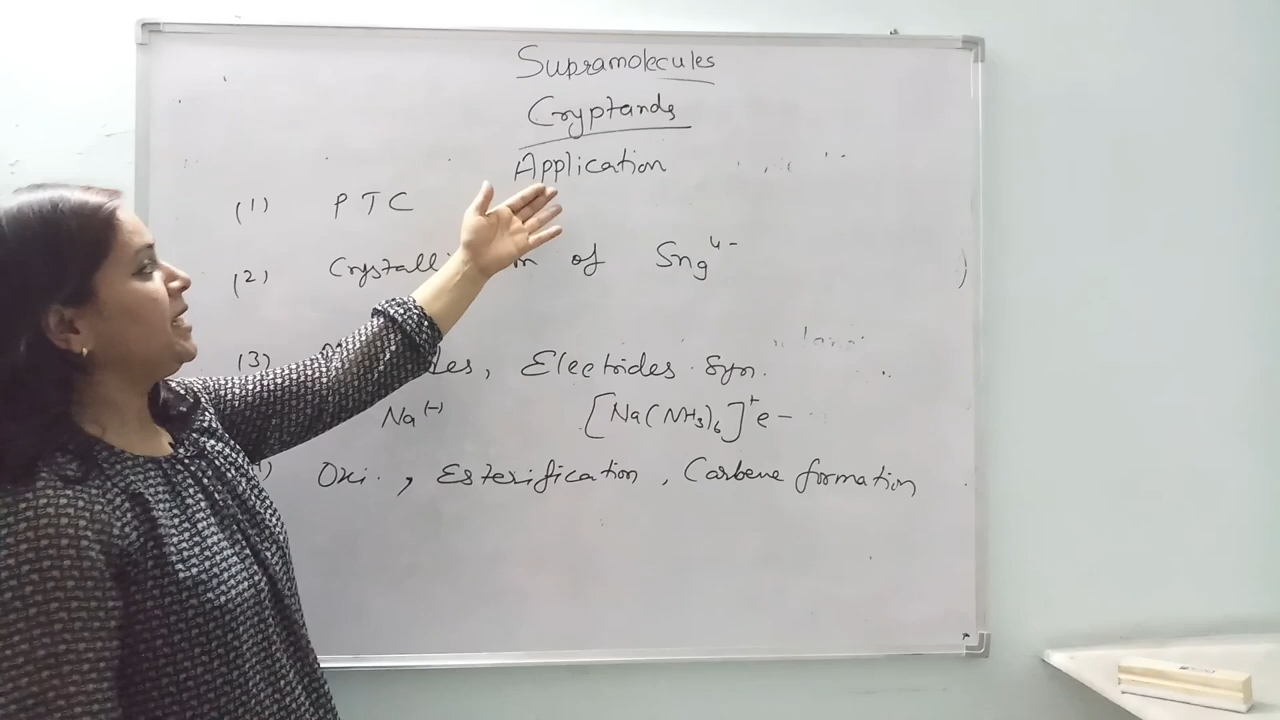 Supramolecules
Cryptands
Application
(1) PTC
(2) of Sn9 4-
(3) Electrides Syn.
Na(-) [Na(NH3)6]+e-
Oxi., Esterification, Carbene formation